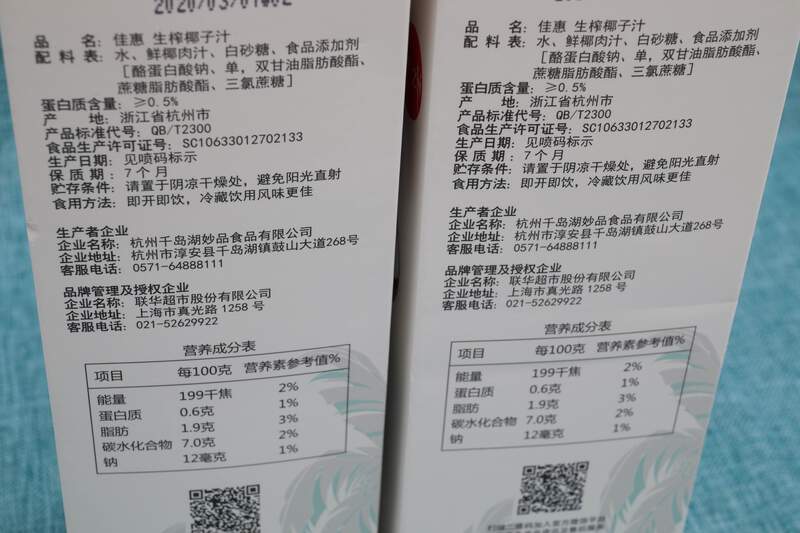 2020/03/01
品 名: 佳惠 生榨椰子汁
配 料 表: 水、鲜椰肉汁、白砂糖、食品添加剂
[酪蛋白酸钠、单,双甘油脂肪酸酯、
蔗糖脂肪酸酯、三氯蔗糖]
蛋白质含量: ≥0.5%
产 地: 浙江省杭州市
产品标准代号: QB/T2300
食品生产许可证号: SC10633012702133
生产日期: 见喷码标示
保 质 期: 7个月
贮存条件: 请置于阴凉干燥处,避免阳光直射
食用方法: 即开即饮,冷藏饮用风味更佳
生产者企业
企业名称: 杭州千岛湖妙品食品有限公司
企业地址: 杭州市淳安县千岛湖镇鼓山大道268号
客服电话: 0571-64888111
品牌管理及授权企业
企业名称: 联华超市股份有限公司
企业地址: 上海市真光路 1258 号
客服电话: 021-52629922
营养成分表
项目 每100克 营养素参考值%
能量 199千焦 2%
蛋白质 0.6克 1%
脂肪 1.9克 3%
碳水化合物 7.0克 2%
钠 12毫克 1%
品 名: 佳惠 生榨椰子汁
配 料 表: 水、鲜椰肉汁、白砂糖、食品添加剂
[酪蛋白酸钠、单,双甘油脂肪酸酯、
蔗糖脂肪酸酯、三氯蔗糖]
蛋白质含量: ≥0.5%
产 地: 浙江省杭州市
产品标准代号: QB/T2300
食品生产许可证号: SC10633012702133
生产日期: 见喷码标示
保 质 期: 7个月
贮存条件: 请置于阴凉干燥处,避免阳光直射
食用方法: 即开即饮,冷藏饮用风味更佳
生产者企业
企业名称: 杭州千岛湖妙品食品有限公司
企业地址: 杭州市淳安县千岛湖镇鼓山大道268号
客服电话: 0571-64888111
品牌管理及授权企业
企业名称: 联华超市股份有限公司
企业地址: 上海市真光路 1258 号
客服电话: 021-52629922
营养成分表
项目 每100克 营养素参考值%
能量 199千焦 2%
蛋白质 0.6克 1%
脂肪 1.9克 3%
碳水化合物 7.0克 2%
钠 12毫克 1%